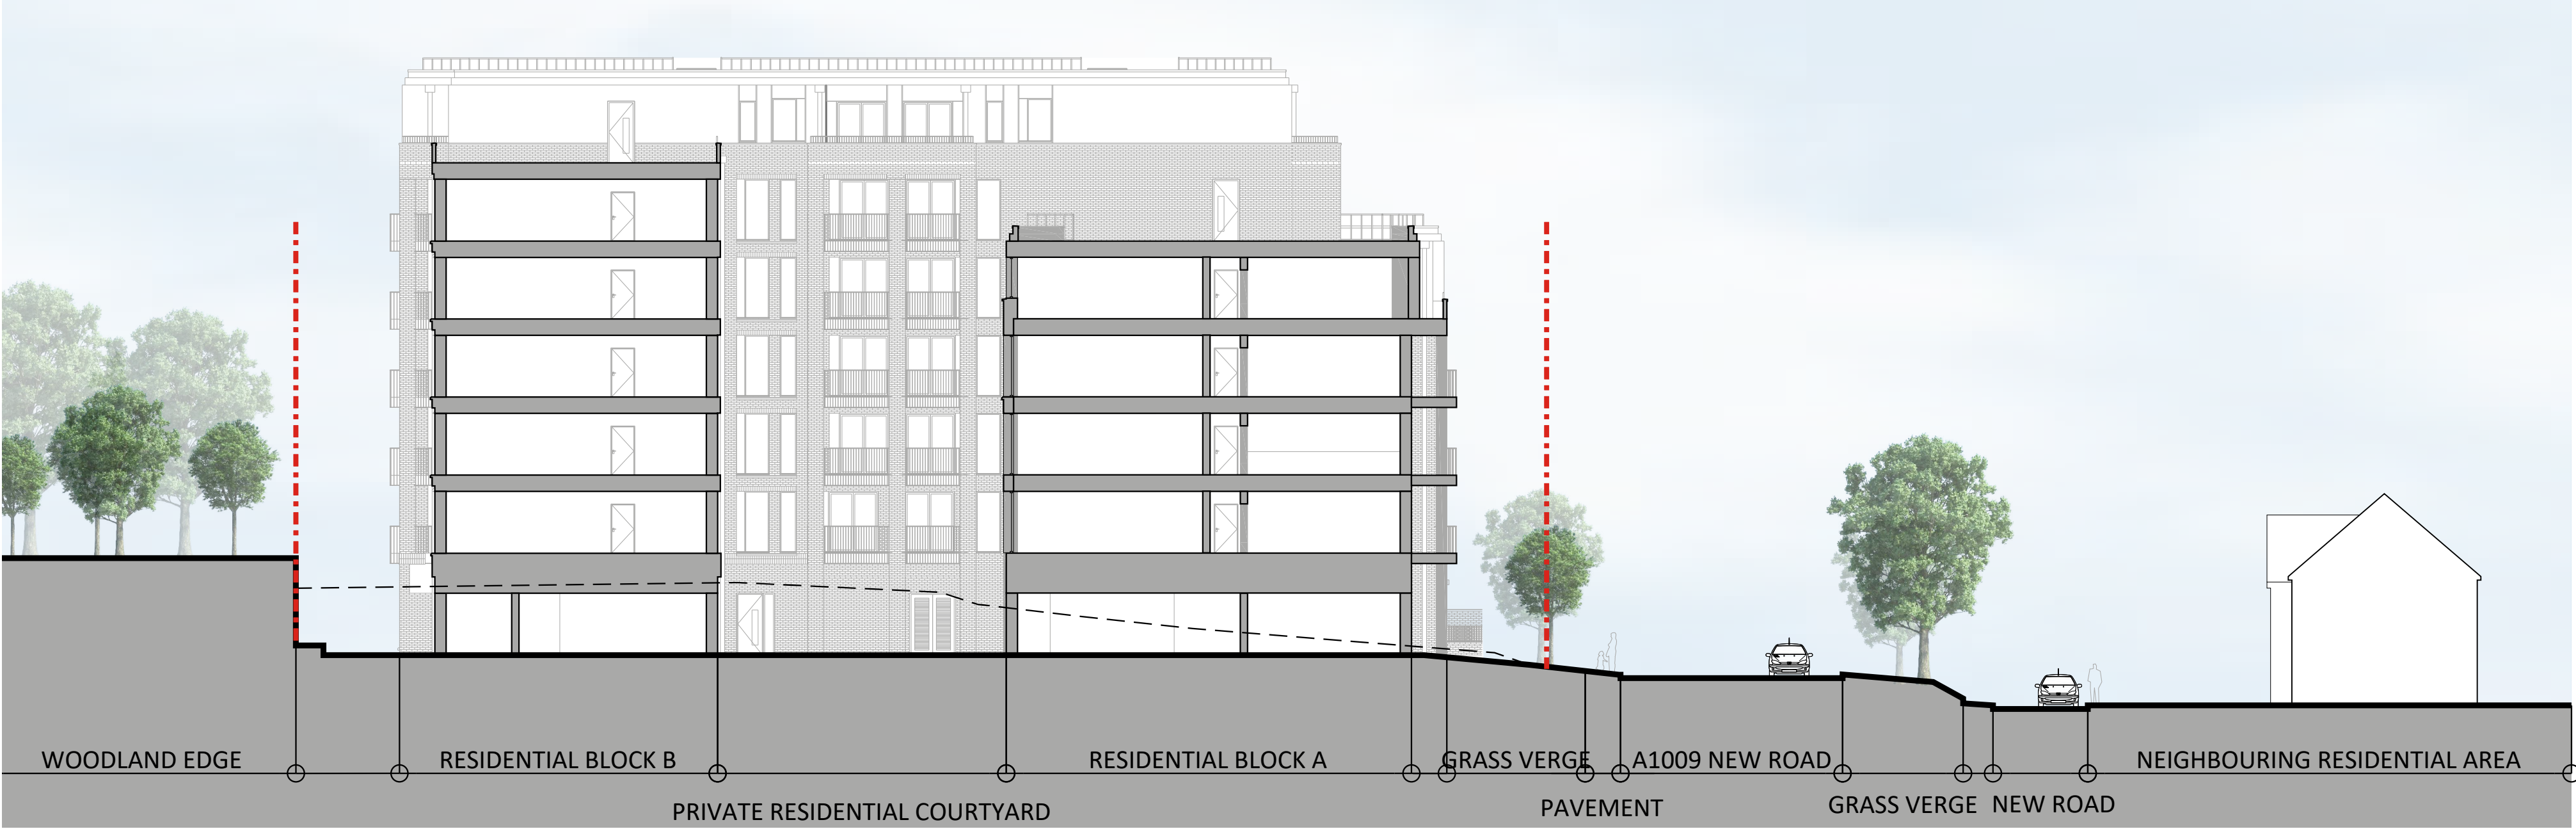 WOODLAND EDGE
RESIDENTIAL BLOCK B
PRIVATE RESIDENTIAL COURTYARD
RESIDENTIAL BLOCK A
GRASS VERGE
PAVEMENT
A1009 NEW ROAD
GRASS VERGE
NEW ROAD
NEIGHBOURING RESIDENTIAL AREA